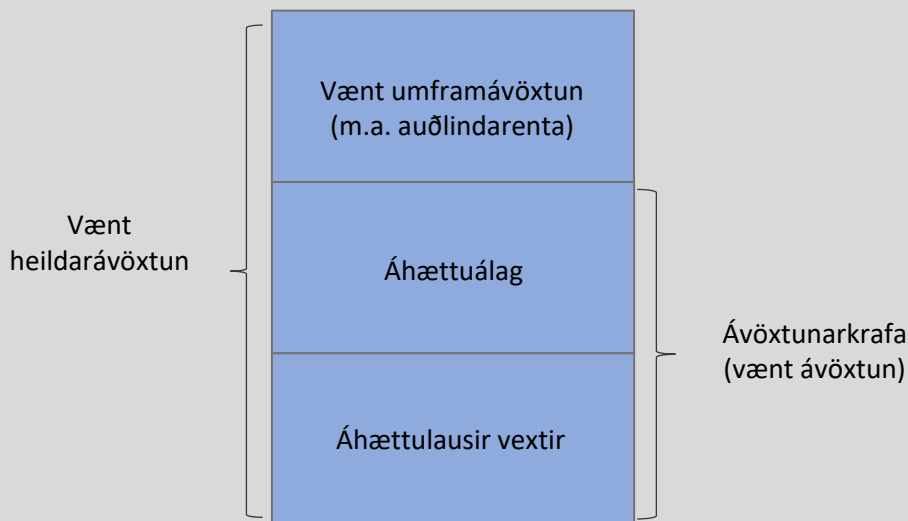 Vænt umframávöxtun
(m.a. auðlindarenta)
Vænt
heildarávöxtun
Áhættuálag
Ávöxtunarkrafa
(vænt ávöxtun)
Áhættulausir vextir